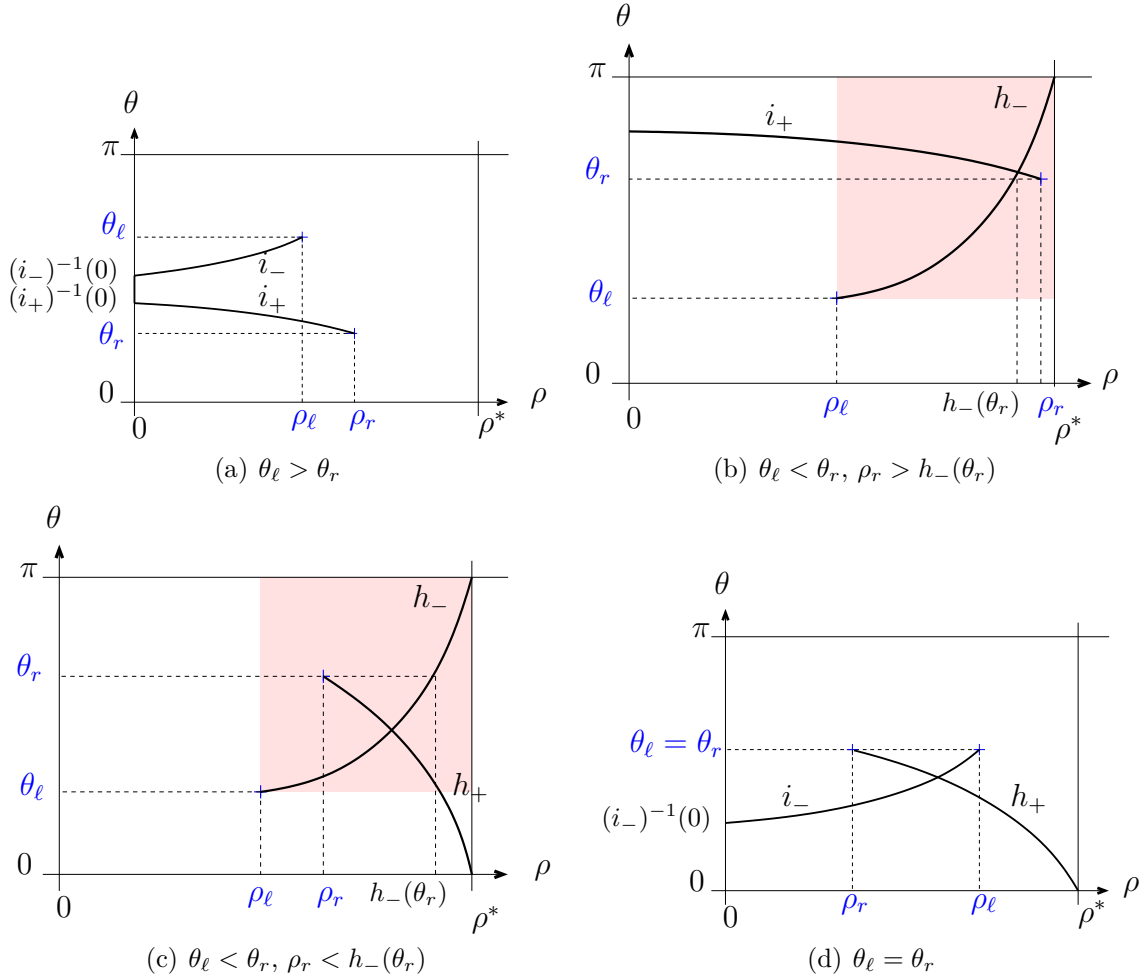 θ
π
θ_ℓ
(i_−)^{−1}(0)
(i_+)^{−1}(0)
θ_r
0
i_−
i_+
0
ρ_ℓ
ρ_r
ρ
ρ*
(a) θ_ℓ > θ_r
θ
π
h_−
i_+
θ_r
θ_ℓ
0
0
ρ_ℓ
h_−(θ_r)
ρ_r
ρ
ρ*
(b) θ_ℓ < θ_r, ρ_r > h_−(θ_r)
θ
π
h_−
θ_r
θ_ℓ
h_+
0
0
ρ_ℓ
ρ_r
h_−(θ_r)
ρ
ρ*
(c) θ_ℓ < θ_r, ρ_r < h_−(θ_r)
θ
π
θ_ℓ = θ_r
i_−
h_+
(i_−)^{−1}(0)
0
0
ρ_r
ρ_ℓ
ρ
ρ*
(d) θ_ℓ = θ_r